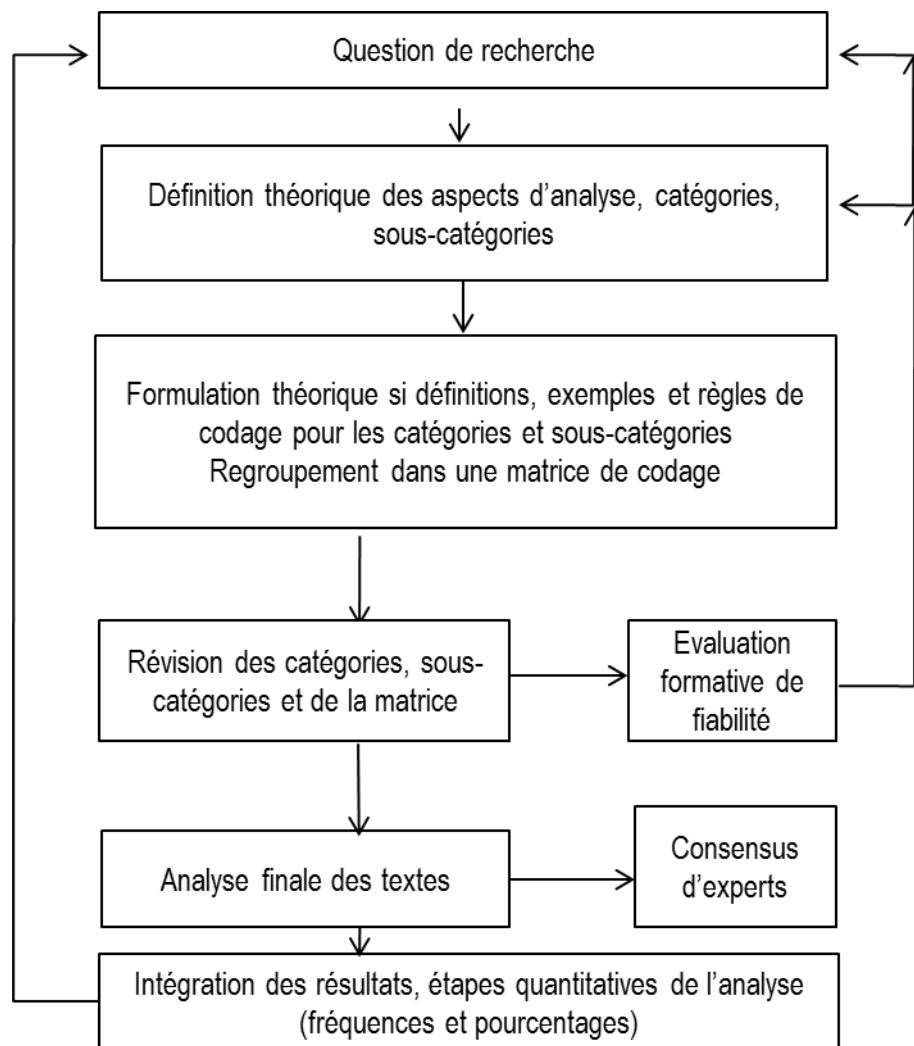 Question de recherche
Définition théorique des aspects d’analyse, catégories,
sous-catégories
Formulation théorique si définitions, exemples et règles de
codage pour les catégories et sous-catégories
Regroupement dans une matrice de codage
Révision des catégories, sous-
catégories et de la matrice
Evaluation
formative de
fiabilité
Analyse finale des textes
Consensus
d’experts
Intégration des résultats, étapes quantitatives de l’analyse
(fréquences et pourcentages)